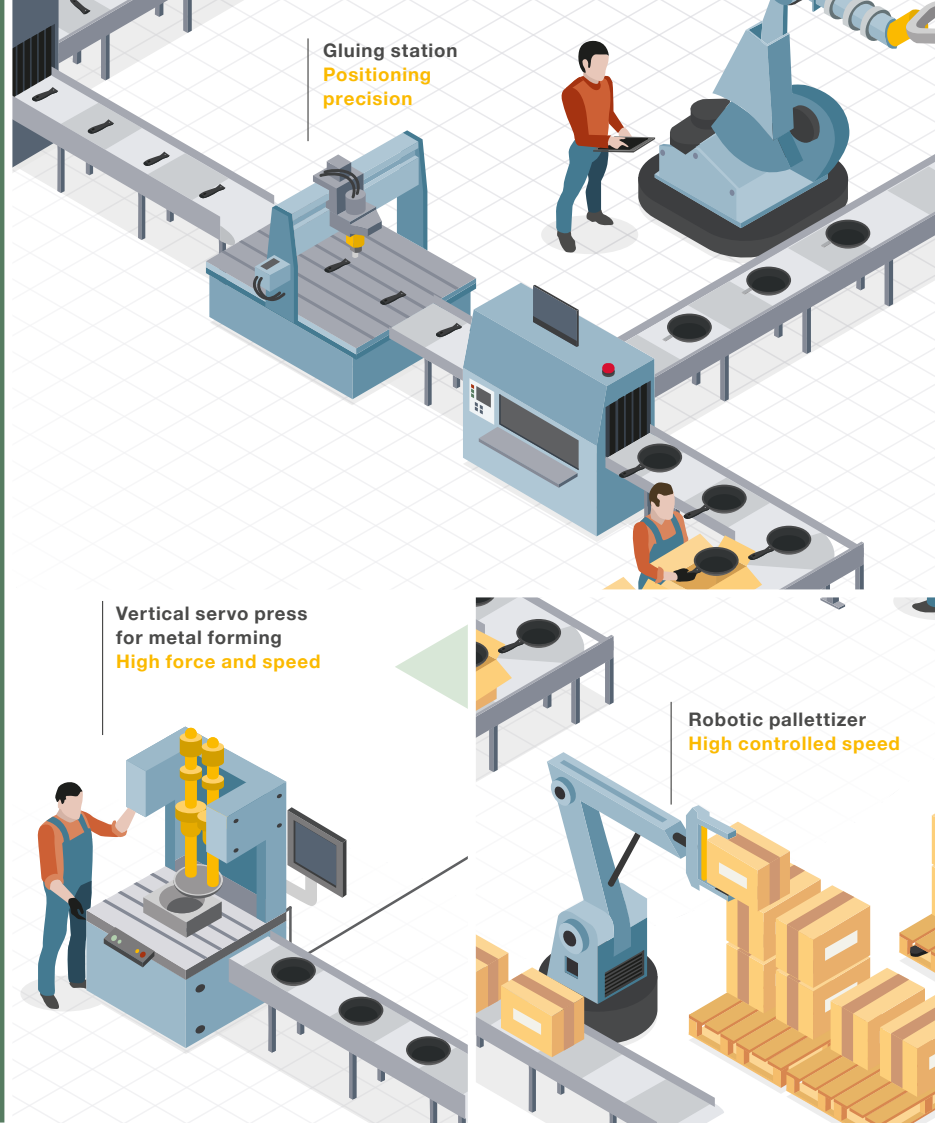 Gluing station
Positioning
precision
Vertical servo press
for metal forming
High force and speed
Robotic pallettizer
High controlled speed